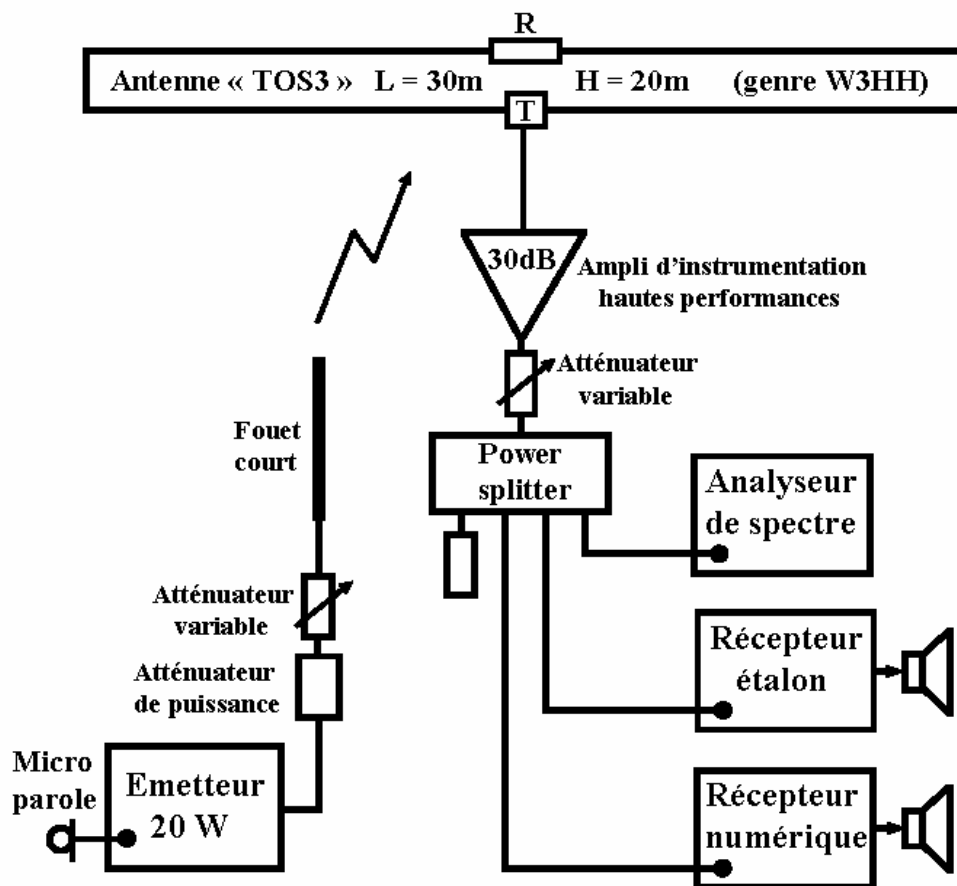 R
Antenne « TOS3 » L = 30m H = 20m (genre W3HH)
T
30dB
Ampli d'instrumentation
hautes performances
Atténuateur
variable
Fouet
court
Power
splitter
Analyseur
de spectre
Atténuateur
variable
Récepteur
étalon
Atténuateur
de puissance
Micro
parole
Emetteur
20 W
Récepteur
numérique